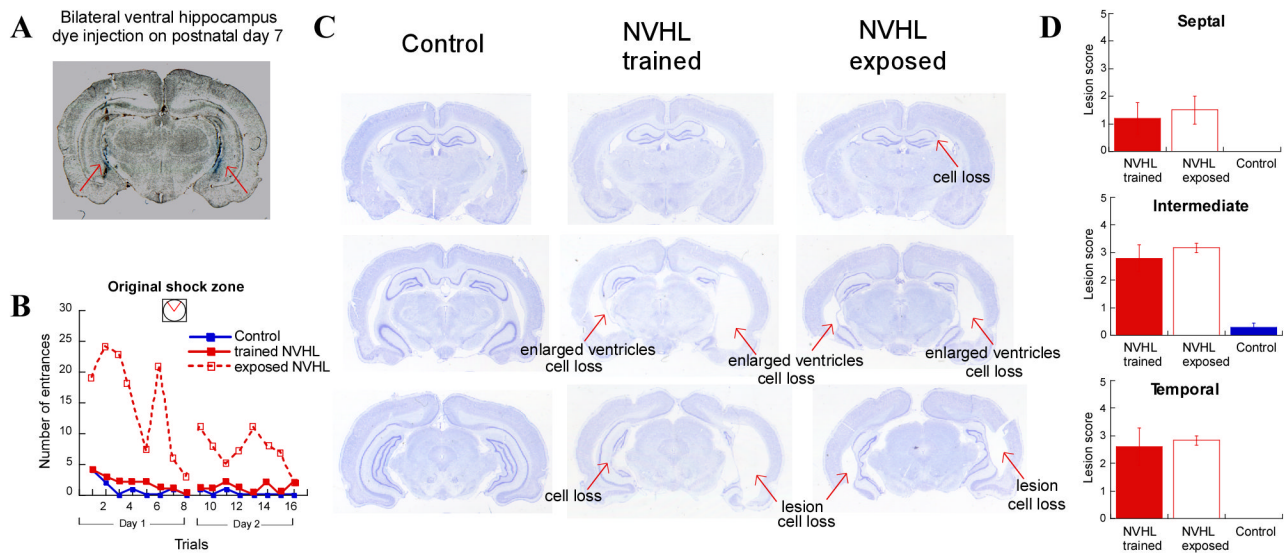 A
Bilateral ventral hippocampus
dye injection on postnatal day 7
B
Original shock zone
30
25
20
15
10
5
0
Number of entrances
Control
trained NVHL
exposed NVHL
2 4 6 8 10 12 14 16
Day 1 Day 2
Trials
C
Control
NVHL
trained
NVHL
exposed
cell loss
enlarged ventricles
cell loss
enlarged ventricles
cell loss
enlarged ventricles
cell loss
cell loss
lesion
cell loss
lesion
cell loss
D
Septal
5
4
3
2
1
0
Lesion score
NVHL
trained
NVHL
exposed
Control
Intermediate
5
4
3
2
1
0
Lesion score
NVHL
trained
NVHL
exposed
Control
Temporal
5
4
3
2
1
0
Lesion score
NVHL
trained
NVHL
exposed
Control